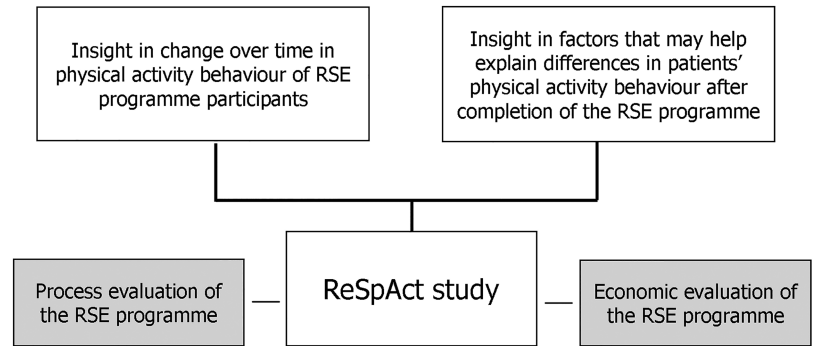 Insight in change over time in
physical activity behaviour of RSE
programme participants
Insight in factors that may help
explain differences in patients'
physical activity behaviour after
completion of the RSE programme
Process evaluation of
the RSE programme
ReSpAct study
Economic evaluation of
the RSE programme